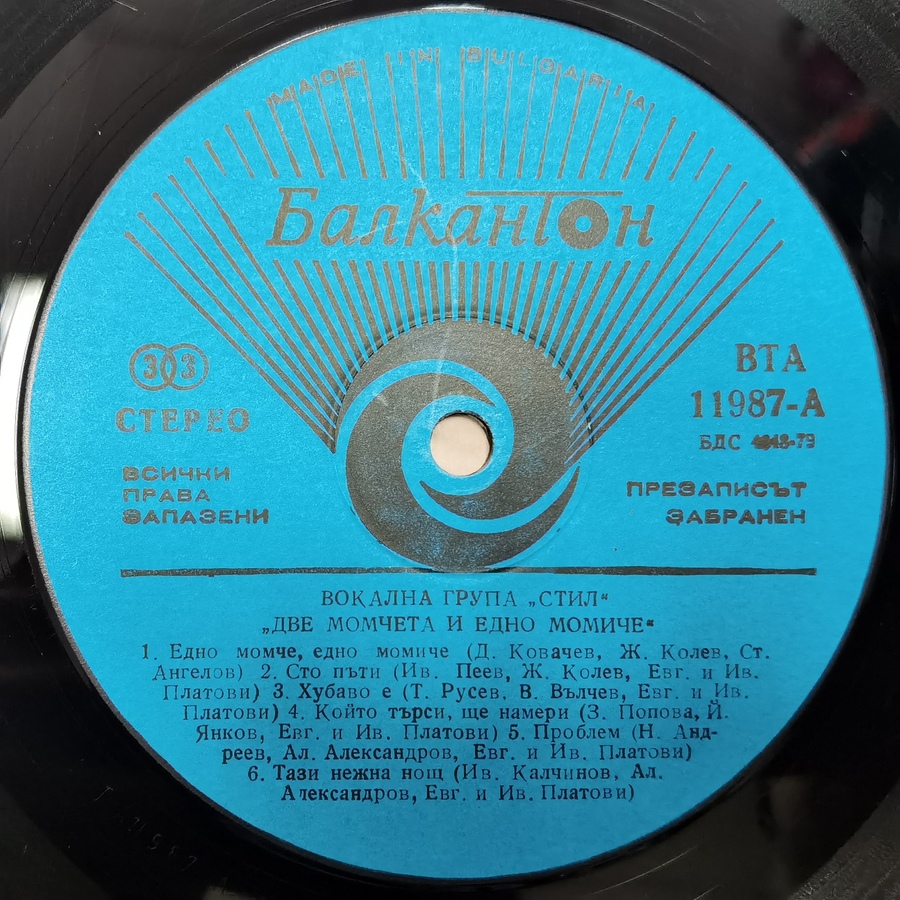 MADE IN BULGARIA
Балкантон
33
СТЕРЕО
ВТА
11987-А
БДС
ВСИЧКИ
ПРАВА
ЗАПАЗЕНИ
ПРЕЗАПИСЪТ
ЗАБРАНЕН
ВОКАЛНА ГРУПА „СТИЛ“
„ДВЕ МОМЧЕТА И ЕДНО МОМИЧЕ“
1. Едно момче, едно момиче (Д. Ковачев, Ж. Колев, Ст.
Ангелов) 2. Сто пъти (Ив. Пеев, Ж. Колев, Евг. и Ив.
Платови) 3. Хубаво е (Т. Русев. В. Вълчев, Евг. и Ив.
Платови) 4. Който търси, ще намери (З. Попова, Й.
Янков, Евг. и Ив. Платови) 5. Проблем (Н. Анд-
реев, Ал. Александров, Евг. и Ив. Платови)
6. Тази нежна нощ (Ив. Калчинов, Ал.
Александров, Евг. и Ив. Платови)